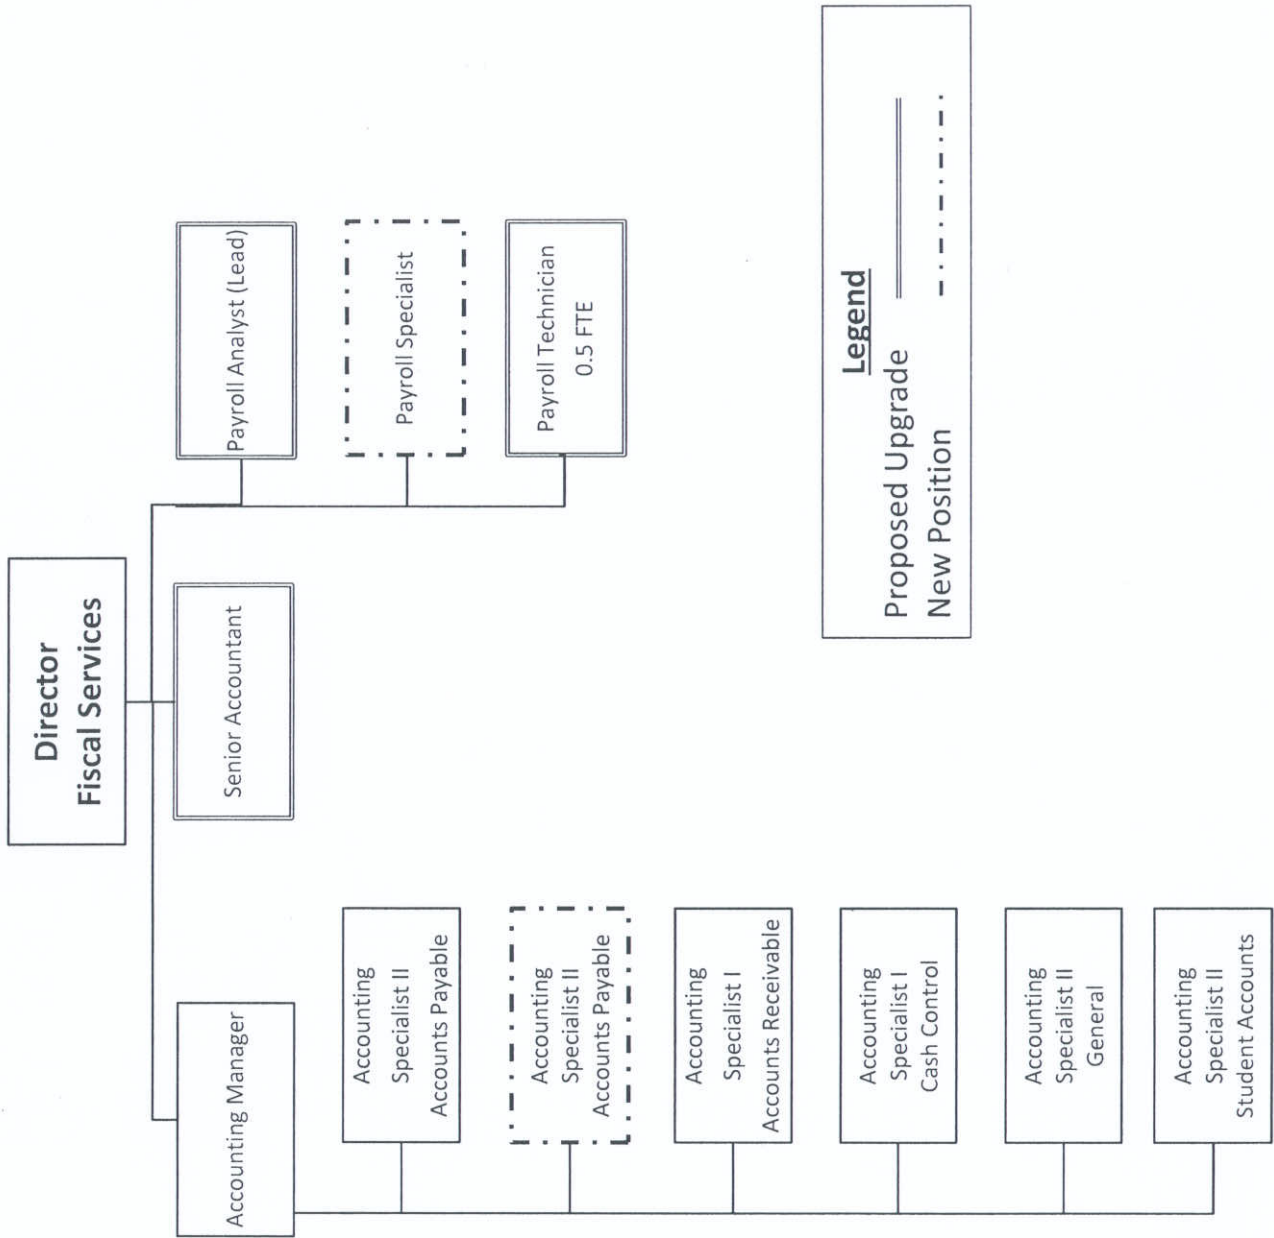 Director
Fiscal Services
Accounting Manager
Senior Accountant
Payroll Analyst (Lead)
Accounting
Specialist II
Accounts Payable
Payroll Specialist
Accounting
Specialist II
Accounts Payable
Payroll Technician
0.5 FTE
Accounting
Specialist I
Accounts Receivable
Accounting
Specialist I
Cash Control
Accounting
Specialist II
General
Accounting
Specialist II
Student Accounts
Legend
Proposed Upgrade
New Position